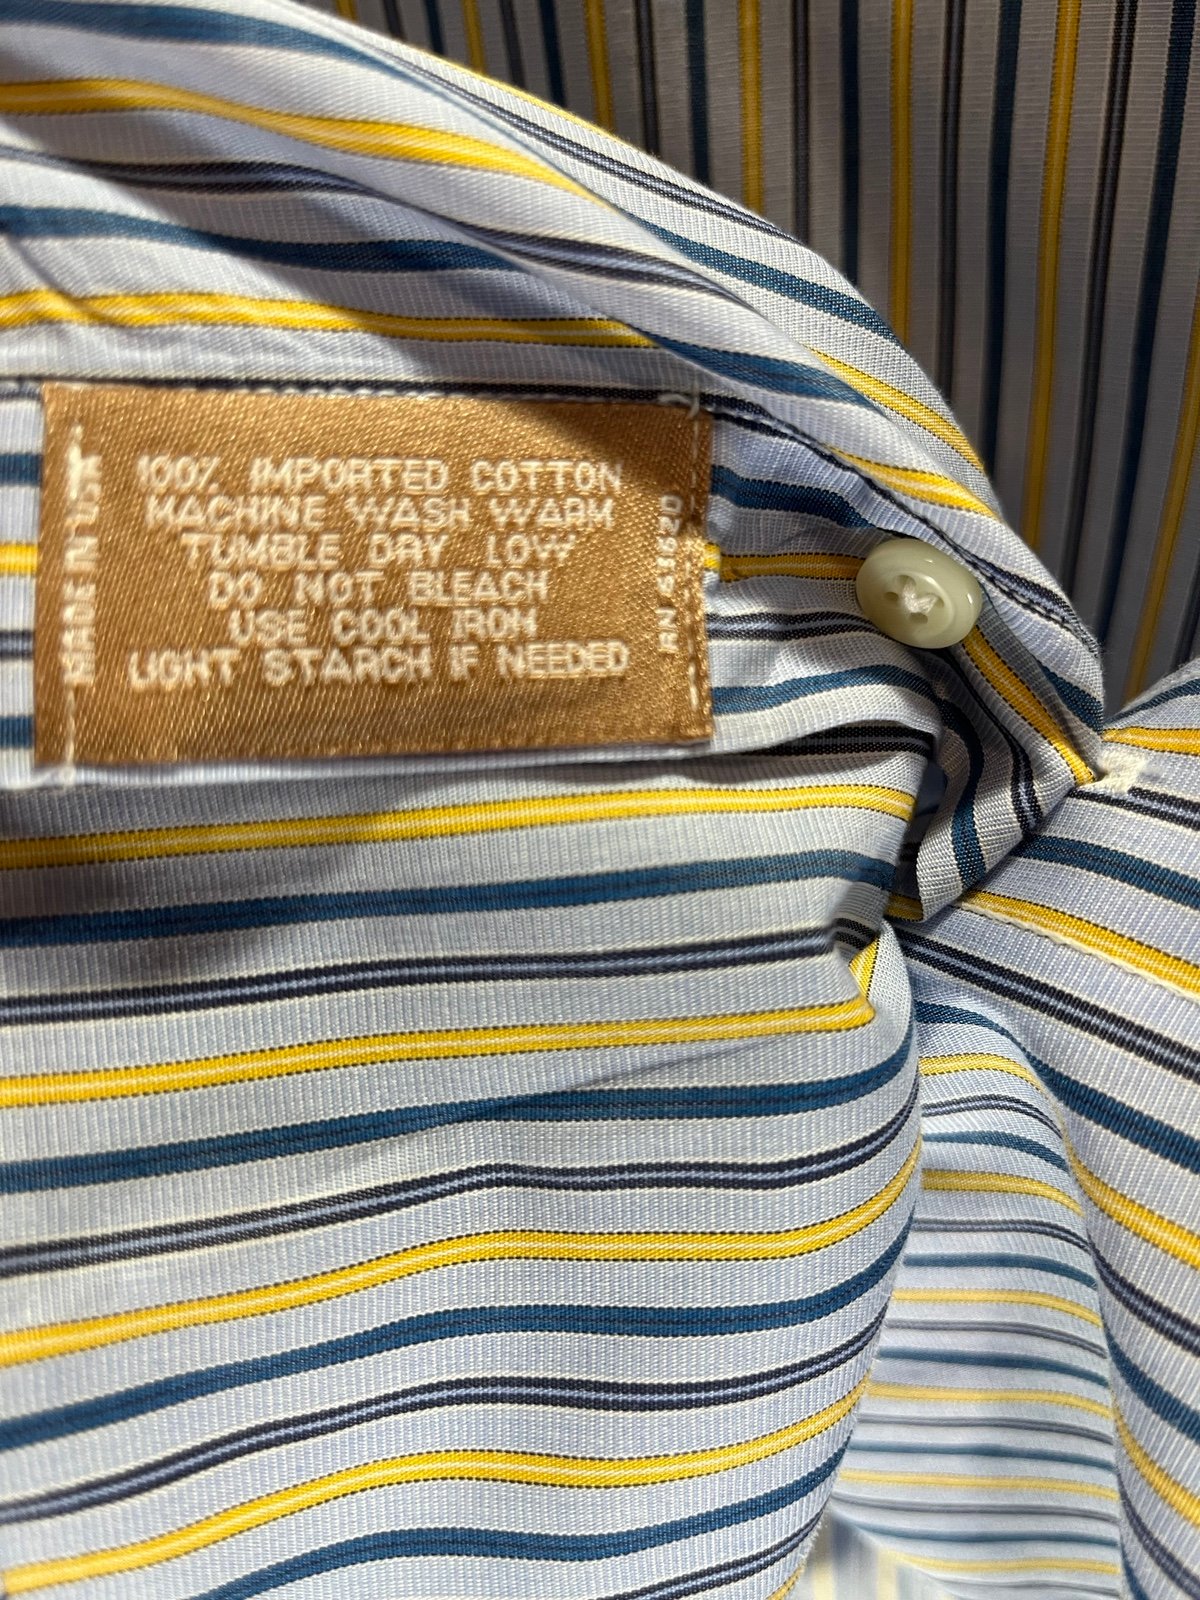 MADE IN USA
100% IMPORTED COTTON
MACHINE WASH WARM
TUMBLE DRY LOW
DO NOT BLEACH
USE COOL IRON
LIGHT STARCH IF NEEDED
RN 43620